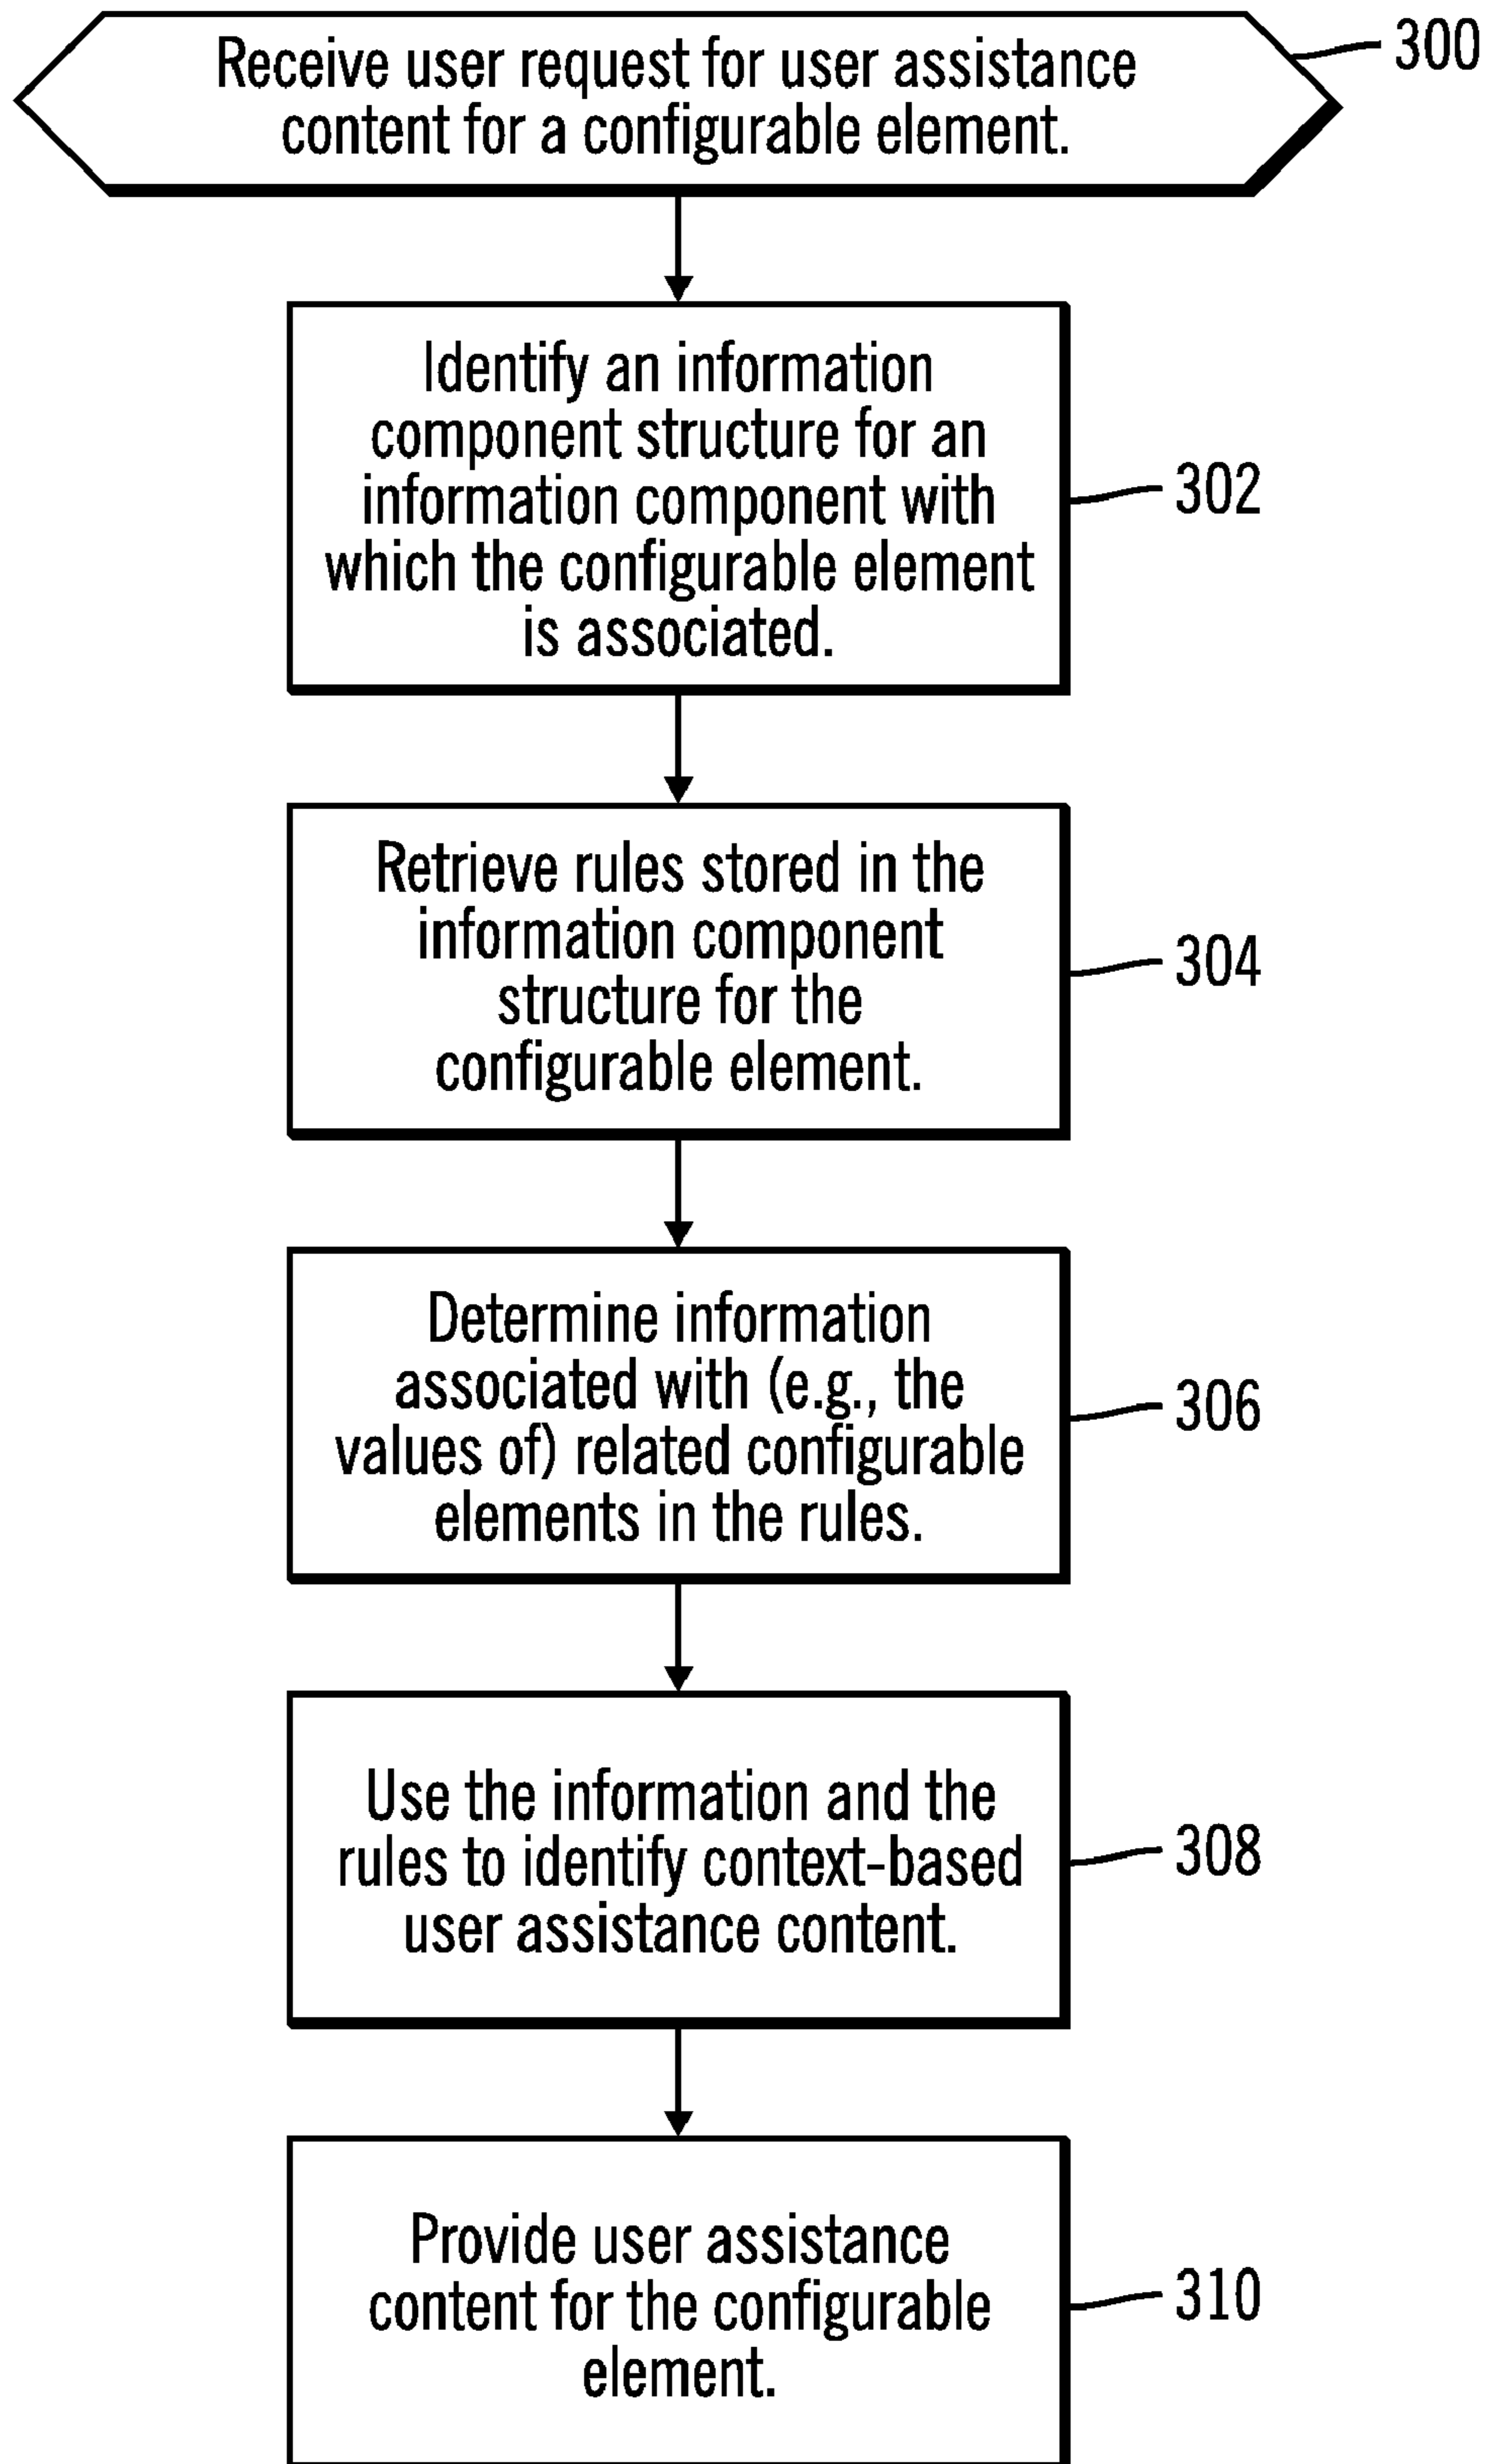 Receive user request for user assistance
content for a configurable element.
300
Identify an information
component structure for an
information component with
which the configurable element
is associated.
302
Retrieve rules stored in the
information component
structure for the
configurable element.
304
Determine information
associated with (e.g., the
values of) related configurable
elements in the rules.
306
Use the information and the
rules to identify context-based
user assistance content.
308
Provide user assistance
content for the configurable
element.
310